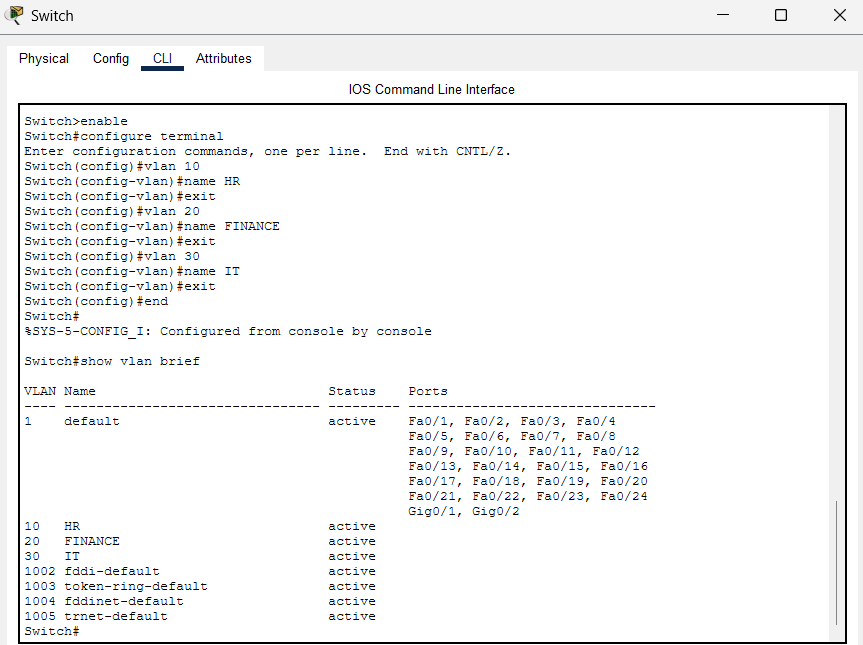 Switch
Physical Config CLI Attributes
IOS Command Line Interface
Switch>enable
Switch#configure terminal
Enter configuration commands, one per line.  End with CNTL/Z.
Switch(config)#vlan 10
Switch(config-vlan)#name HR
Switch(config-vlan)#exit
Switch(config)#vlan 20
Switch(config-vlan)#name FINANCE
Switch(config-vlan)#exit
Switch(config)#vlan 30
Switch(config-vlan)#name IT
Switch(config-vlan)#exit
Switch(config)#end
Switch#
%SYS-5-CONFIG_I: Configured from console by console
Switch#show vlan brief
VLAN Name                             Status    Ports
---- -------------------------------- --------- -------------------------------
1    default                          active    Fa0/1, Fa0/2, Fa0/3, Fa0/4
                                                Fa0/5, Fa0/6, Fa0/7, Fa0/8
                                                Fa0/9, Fa0/10, Fa0/11, Fa0/12
                                                Fa0/13, Fa0/14, Fa0/15, Fa0/16
                                                Fa0/17, Fa0/18, Fa0/19, Fa0/20
                                                Fa0/21, Fa0/22, Fa0/23, Fa0/24
                                                Gig0/1, Gig0/2
10   HR                               active
20   FINANCE                          active
30   IT                               active
1002 fddi-default                     active
1003 token-ring-default               active
1004 fddinet-default                  active
1005 trnet-default                    active
Switch#